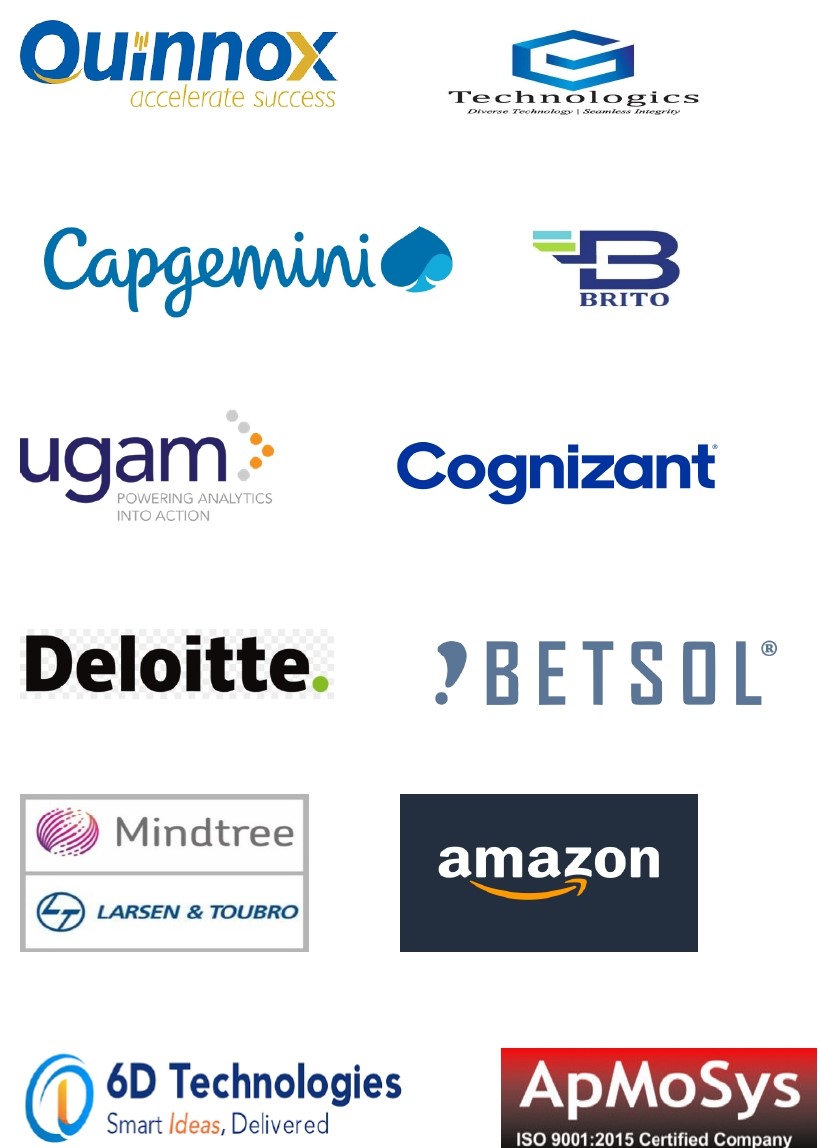 Quinnox
accelerate success
Technologics
Diverse Technology | Seamless Integrity
Capgemini
BRITO
ugam
POWERING ANALYTICS
INTO ACTION
Cognizant®
Deloitte.
BETSOL®
Mindtree
LARSEN & TOUBRO
amazon
6D Technologies
Smart Ideas, Delivered
ApMoSys
ISO 9001:2015 Certified Company